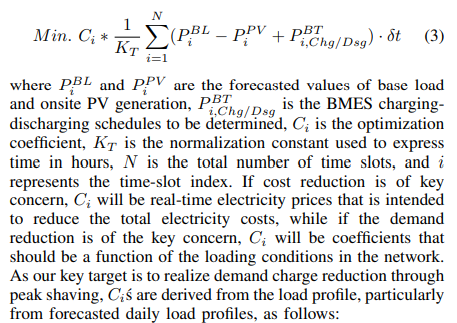 Min. C_i * \frac{1}{K_T} \sum_{i=1}^{N} (P_i^{BL} − P_i^{PV} + P_{i,Chg/Dsg}^{BT}) · δt (3)
where P_i^{BL} and P_i^{PV} are the forecasted values of base load
and onsite PV generation, P_{i,Chg/Dsg}^{BT} is the BMES charging-
discharging schedules to be determined, C_i is the optimization
coefficient, K_T is the normalization constant used to express
time in hours, N is the total number of time slots, and i
represents the time-slot index. If cost reduction is of key
concern, C_i will be real-time electricity prices that is intended
to reduce the total electricity costs, while if the demand
reduction is of the key concern, C_i will be coefficients that
should be a function of the loading conditions in the network.
As our key target is to realize demand charge reduction through
peak shaving, C_iś are derived from the load profile, particularly
from forecasted daily load profiles, as follows: